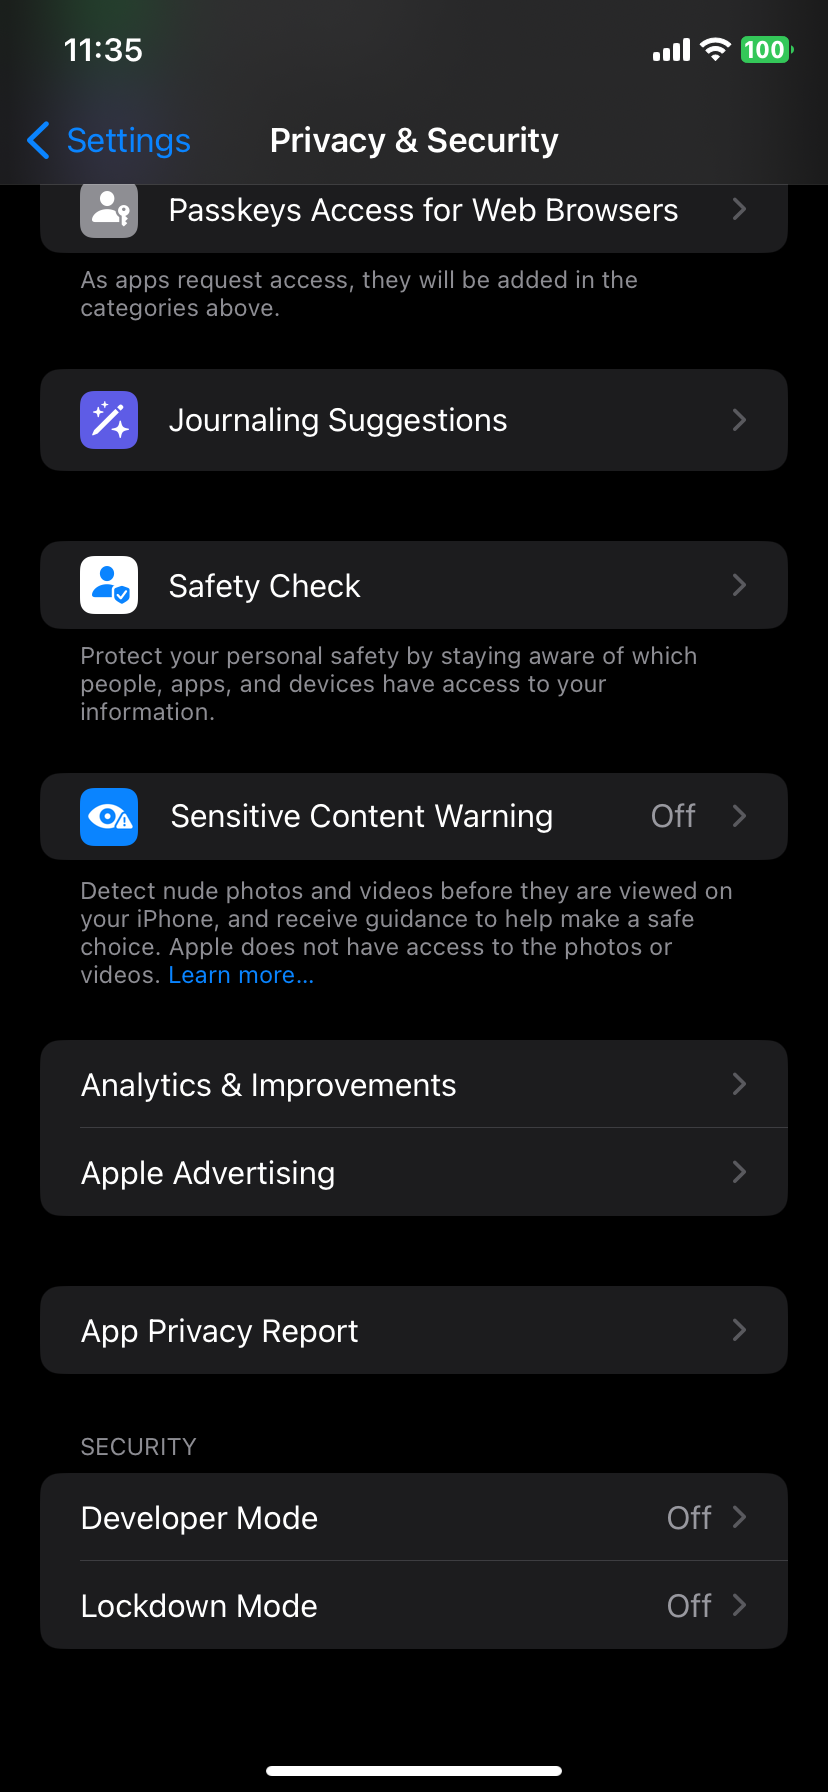 11:35
100
Settings
Privacy & Security
Passkeys Access for Web Browsers
As apps request access, they will be added in the
categories above.
Journaling Suggestions
Safety Check
Protect your personal safety by staying aware of which
people, apps, and devices have access to your
information.
Sensitive Content Warning
Off
Detect nude photos and videos before they are viewed on
your iPhone, and receive guidance to help make a safe
choice. Apple does not have access to the photos or
videos. Learn more...
Analytics & Improvements
Apple Advertising
App Privacy Report
SECURITY
Developer Mode
Off
Lockdown Mode
Off